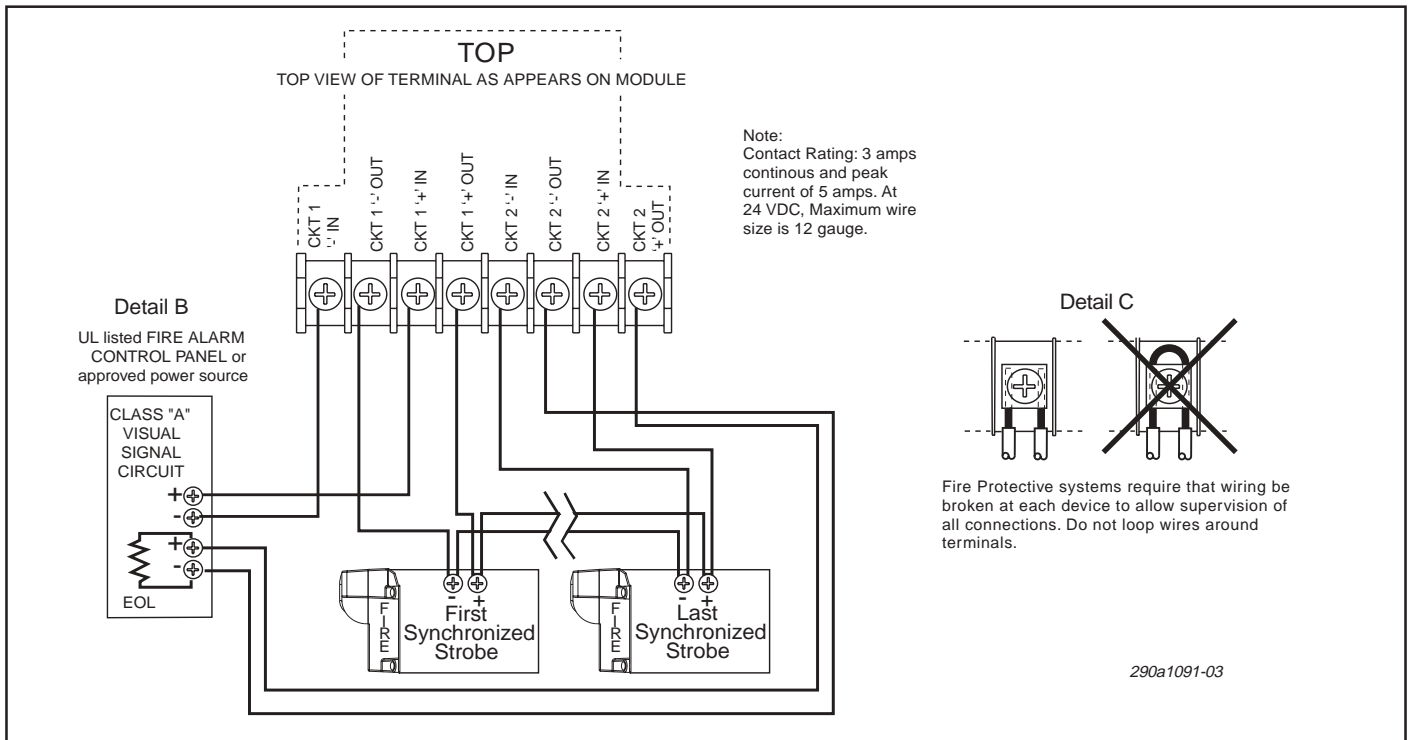 TOP
TOP VIEW OF TERMINAL AS APPEARS ON MODULE
CKT 1
'-' IN
CKT 1 '-' OUT
CKT 1 '+' IN
CKT 1 '+' OUT
CKT 2 '-' IN
CKT 2 '-' OUT
CKT 2 '+' IN
CKT 2
'+' OUT
Note:
Contact Rating: 3 amps
continous and peak
current of 5 amps. At
24 VDC, Maximum wire
size is 12 gauge.
Detail B
UL listed FIRE ALARM
CONTROL PANEL or
approved power source
CLASS "A"
VISUAL
SIGNAL
CIRCUIT
+
-
+
-
EOL
- +
FIRE
First
Synchronized
Strobe
- +
FIRE
Last
Synchronized
Strobe
Detail C
Fire Protective systems require that wiring be
broken at each device to allow supervision of
all connections. Do not loop wires around
terminals.
290a1091-03